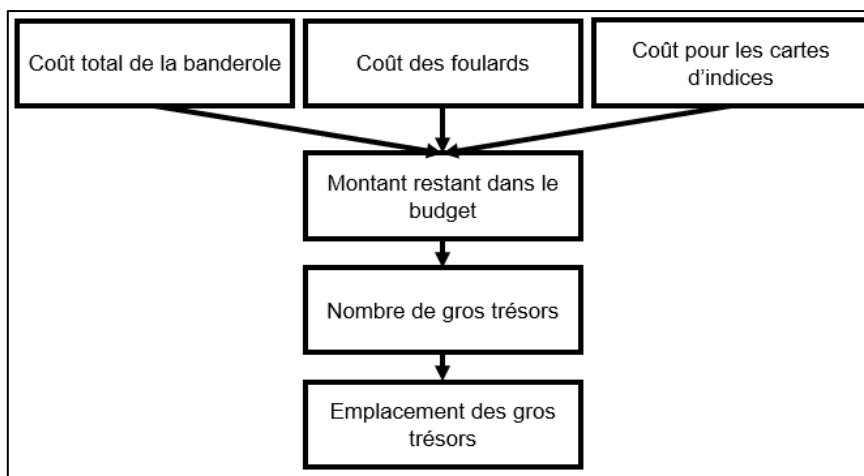 Coût total de la banderole
Coût des foulards
Coût pour les cartes
d’indices
Montant restant dans le
budget
Nombre de gros trésors
Emplacement des gros
trésors